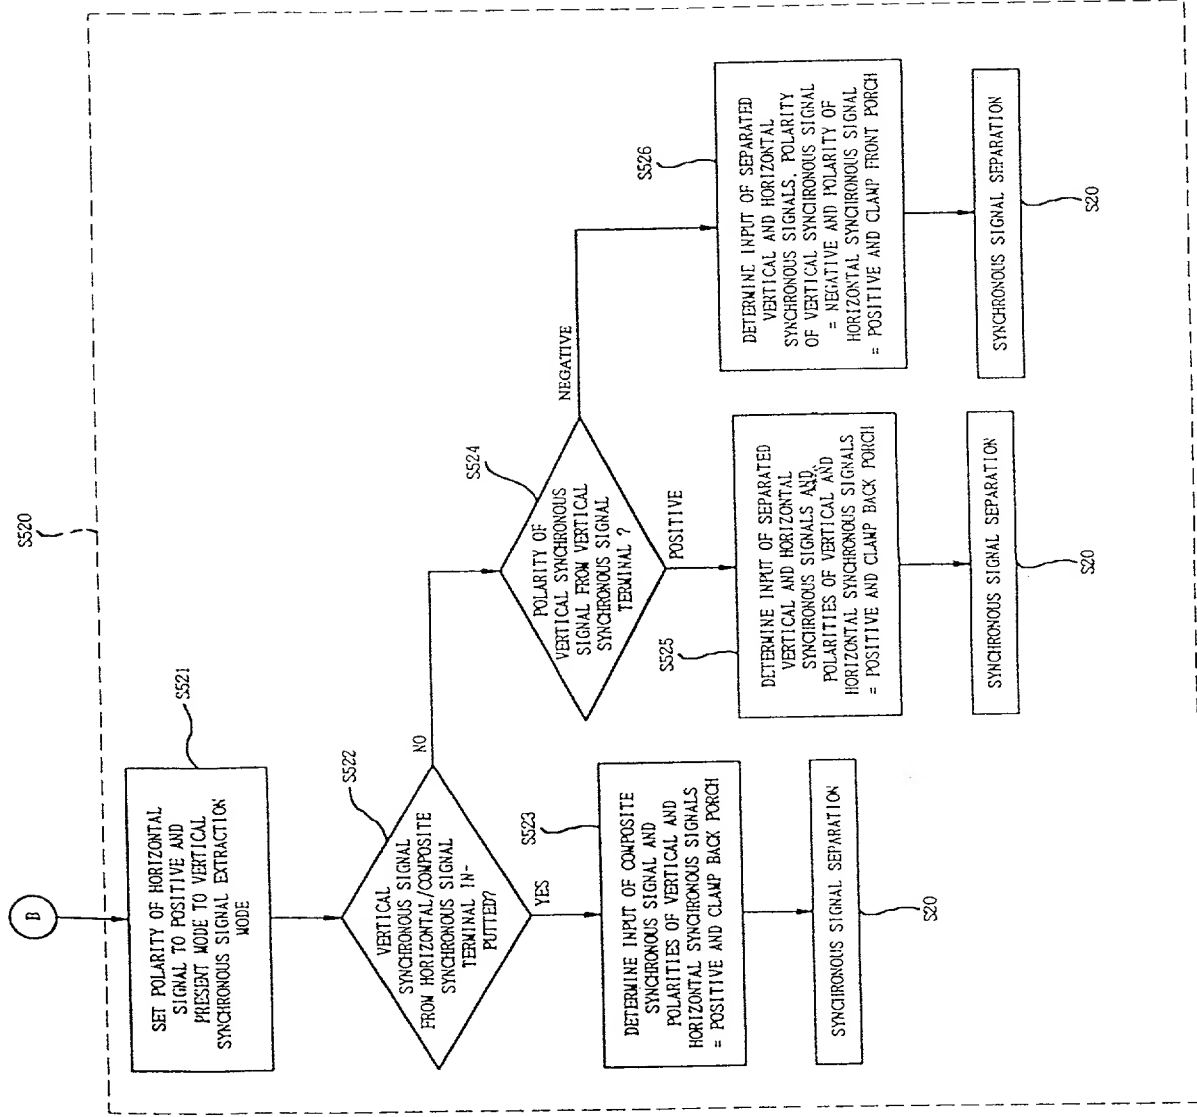 S520
B
SET POLARITY OF HORIZONTAL
SIGNAL TO POSITIVE AND
PRESENT MODE TO VERTICAL
SYNCHRONOUS SIGNAL EXTRACTION
MODE
S521
VERTICAL
SYNCHRONOUS SIGNAL
FROM HORIZONTAL/COMPOSITE
SYNCHRONOUS SIGNAL
TERMINAL IN-
PUTTED?
S522
NO
YES
DETERMINE INPUT OF COMPOSITE
SYNCHRONOUS SIGNAL AND
POLARITIES OF VERTICAL AND
HORIZONTAL SYNCHRONOUS SIGNALS
= POSITIVE AND CLAMP BACK PORCH
S523
SYNCHRONOUS SIGNAL SEPARATION
S20
POLARITY OF
VERTICAL SYNCHRONOUS
SIGNAL FROM VERTICAL
SYNCHRONOUS SIGNAL
TERMINAL ?
S524
NEGATIVE
POSITIVE
DETERMINE INPUT OF SEPARATED
VERTICAL AND HORIZONTAL
SYNCHRONOUS SIGNALS AND
POLARITIES OF VERTICAL AND
HORIZONTAL SYNCHRONOUS SIGNALS
= POSITIVE AND CLAMP BACK PORCH
S525
SYNCHRONOUS SIGNAL SEPARATION
S20
DETERMINE INPUT OF SEPARATED
VERTICAL AND HORIZONTAL
SYNCHRONOUS SIGNALS, POLARITY
OF VERTICAL SYNCHRONOUS SIGNAL
= NEGATIVE AND POLARITY OF
HORIZONTAL SYNCHRONOUS SIGNAL
= POSITIVE AND CLAMP FRONT PORCH
S526
SYNCHRONOUS SIGNAL SEPARATION
S20